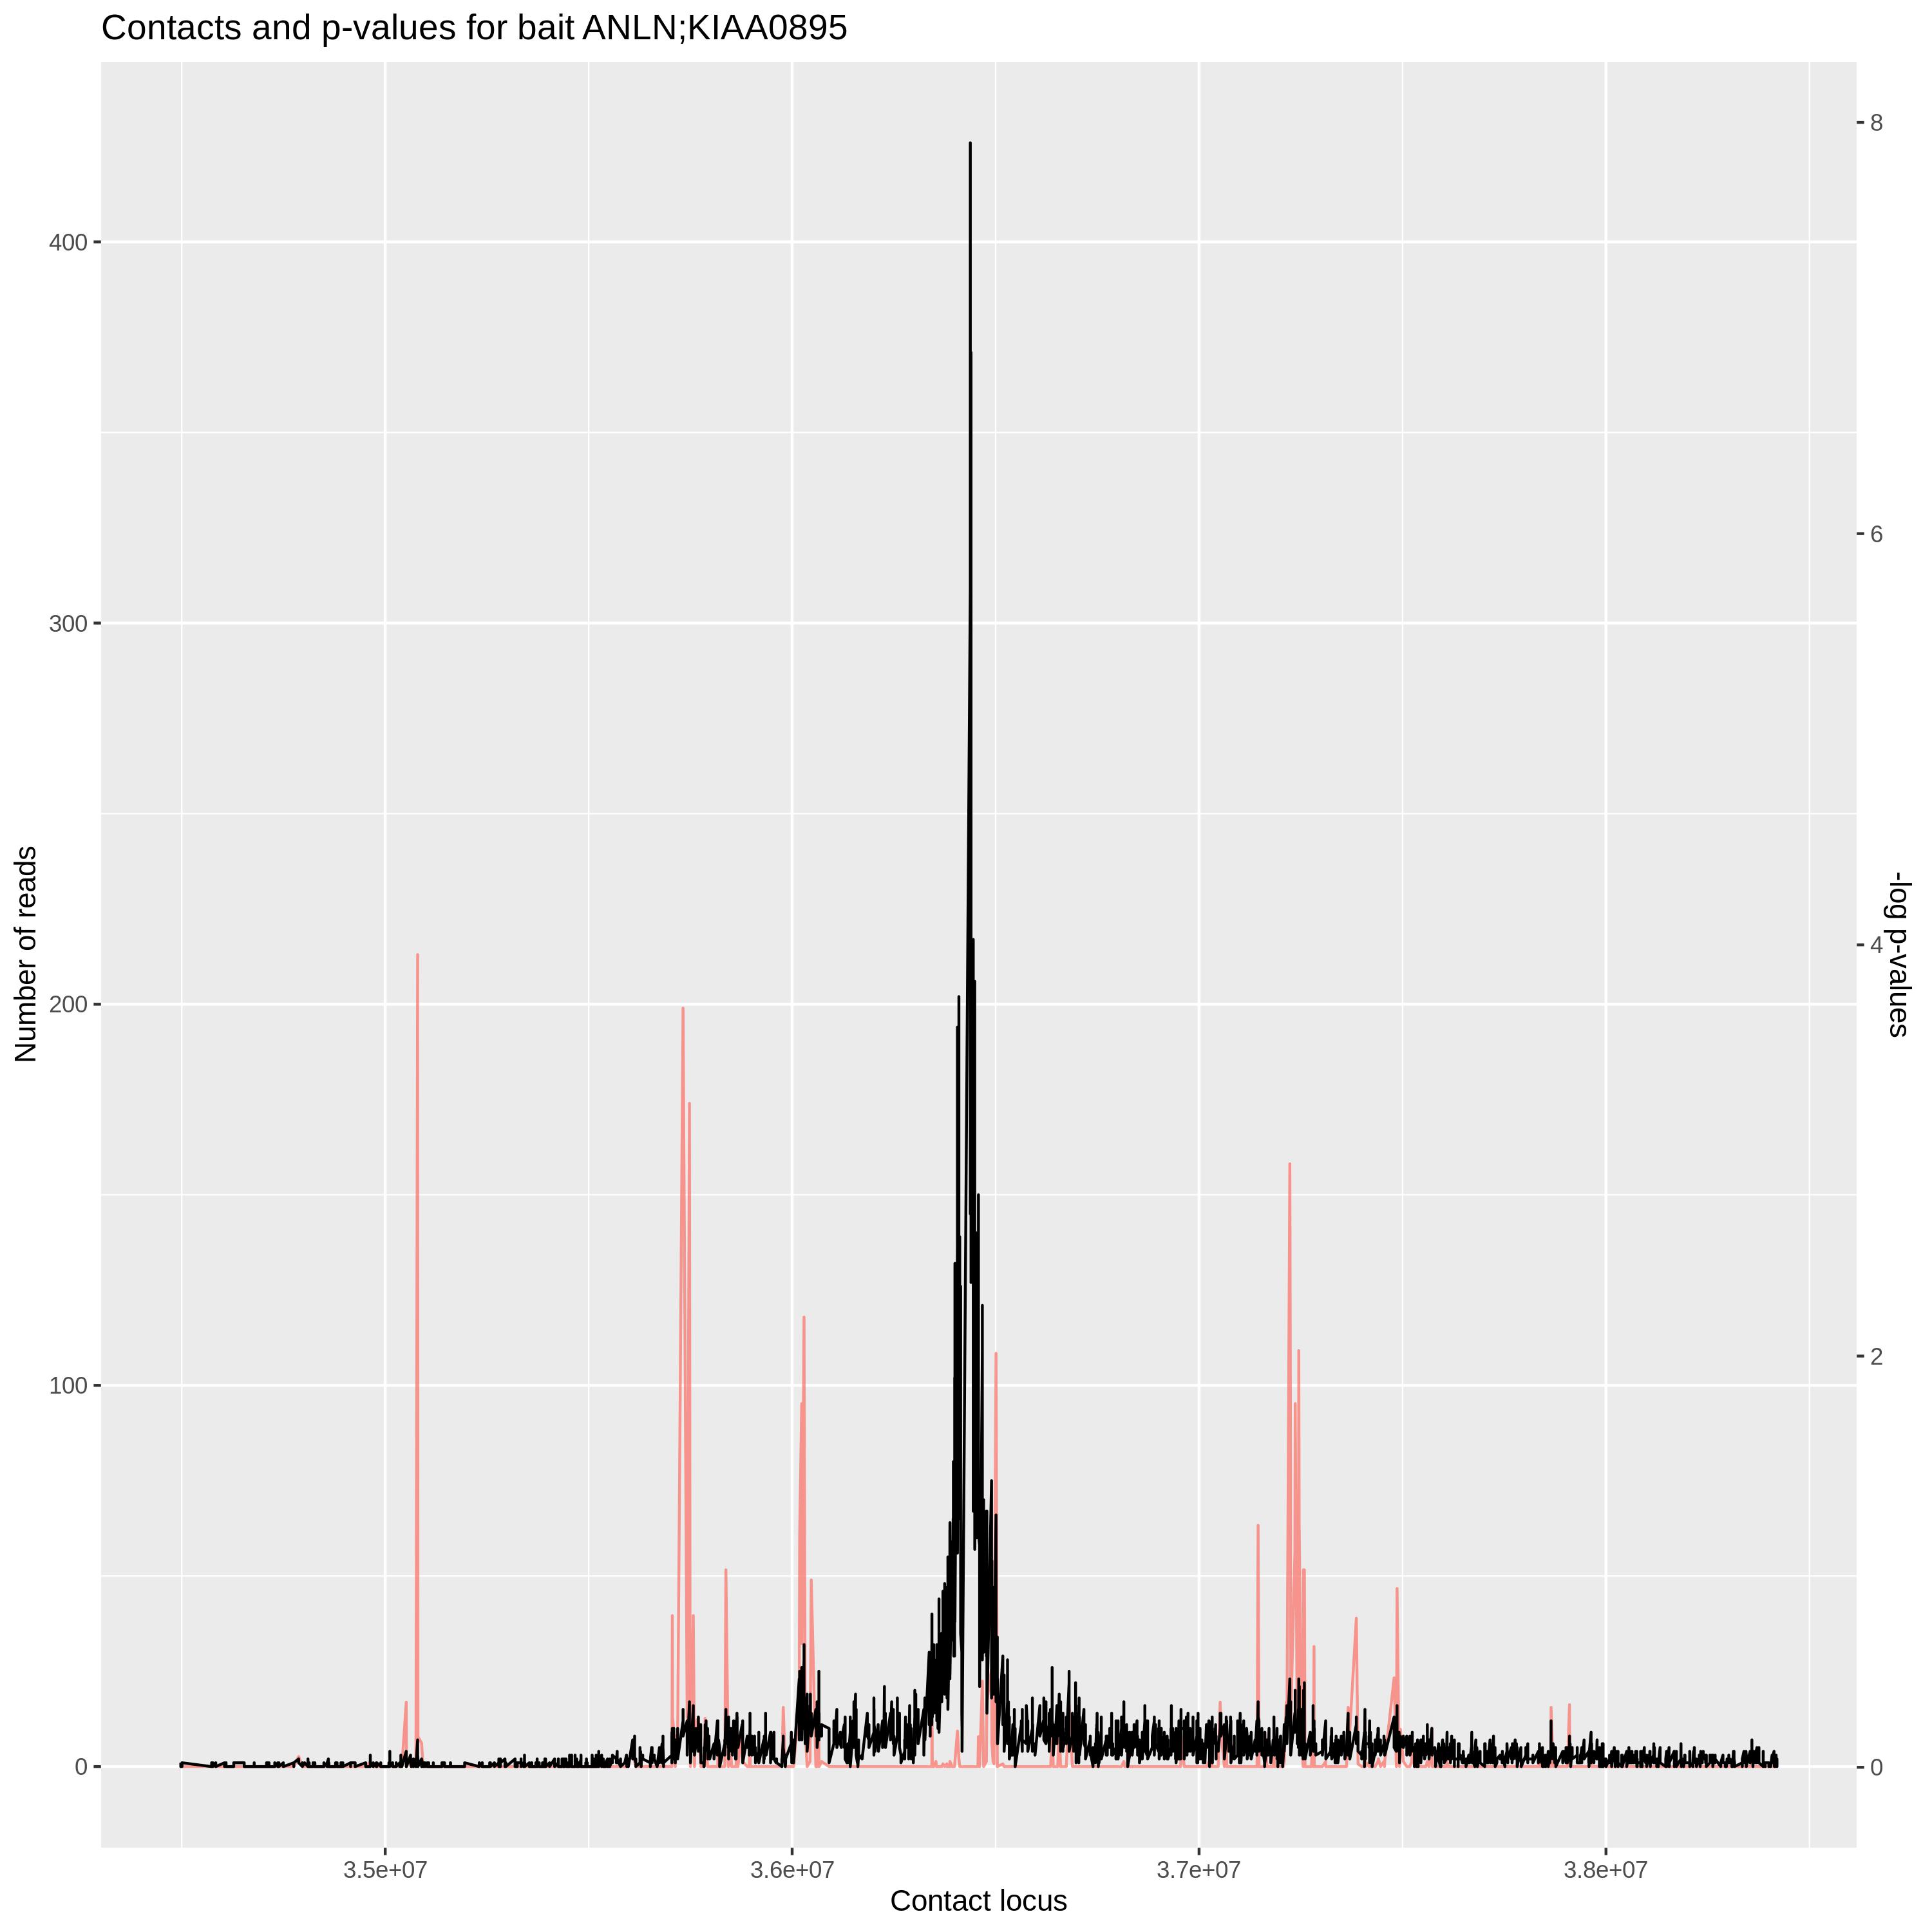 Contacts and p-values for bait ANLN;KIAA0895
400
300
200
100
0
Number of reads
8
6
4
2
0
-log p-values
3.5e+07
3.6e+07
3.7e+07
3.8e+07
Contact locus